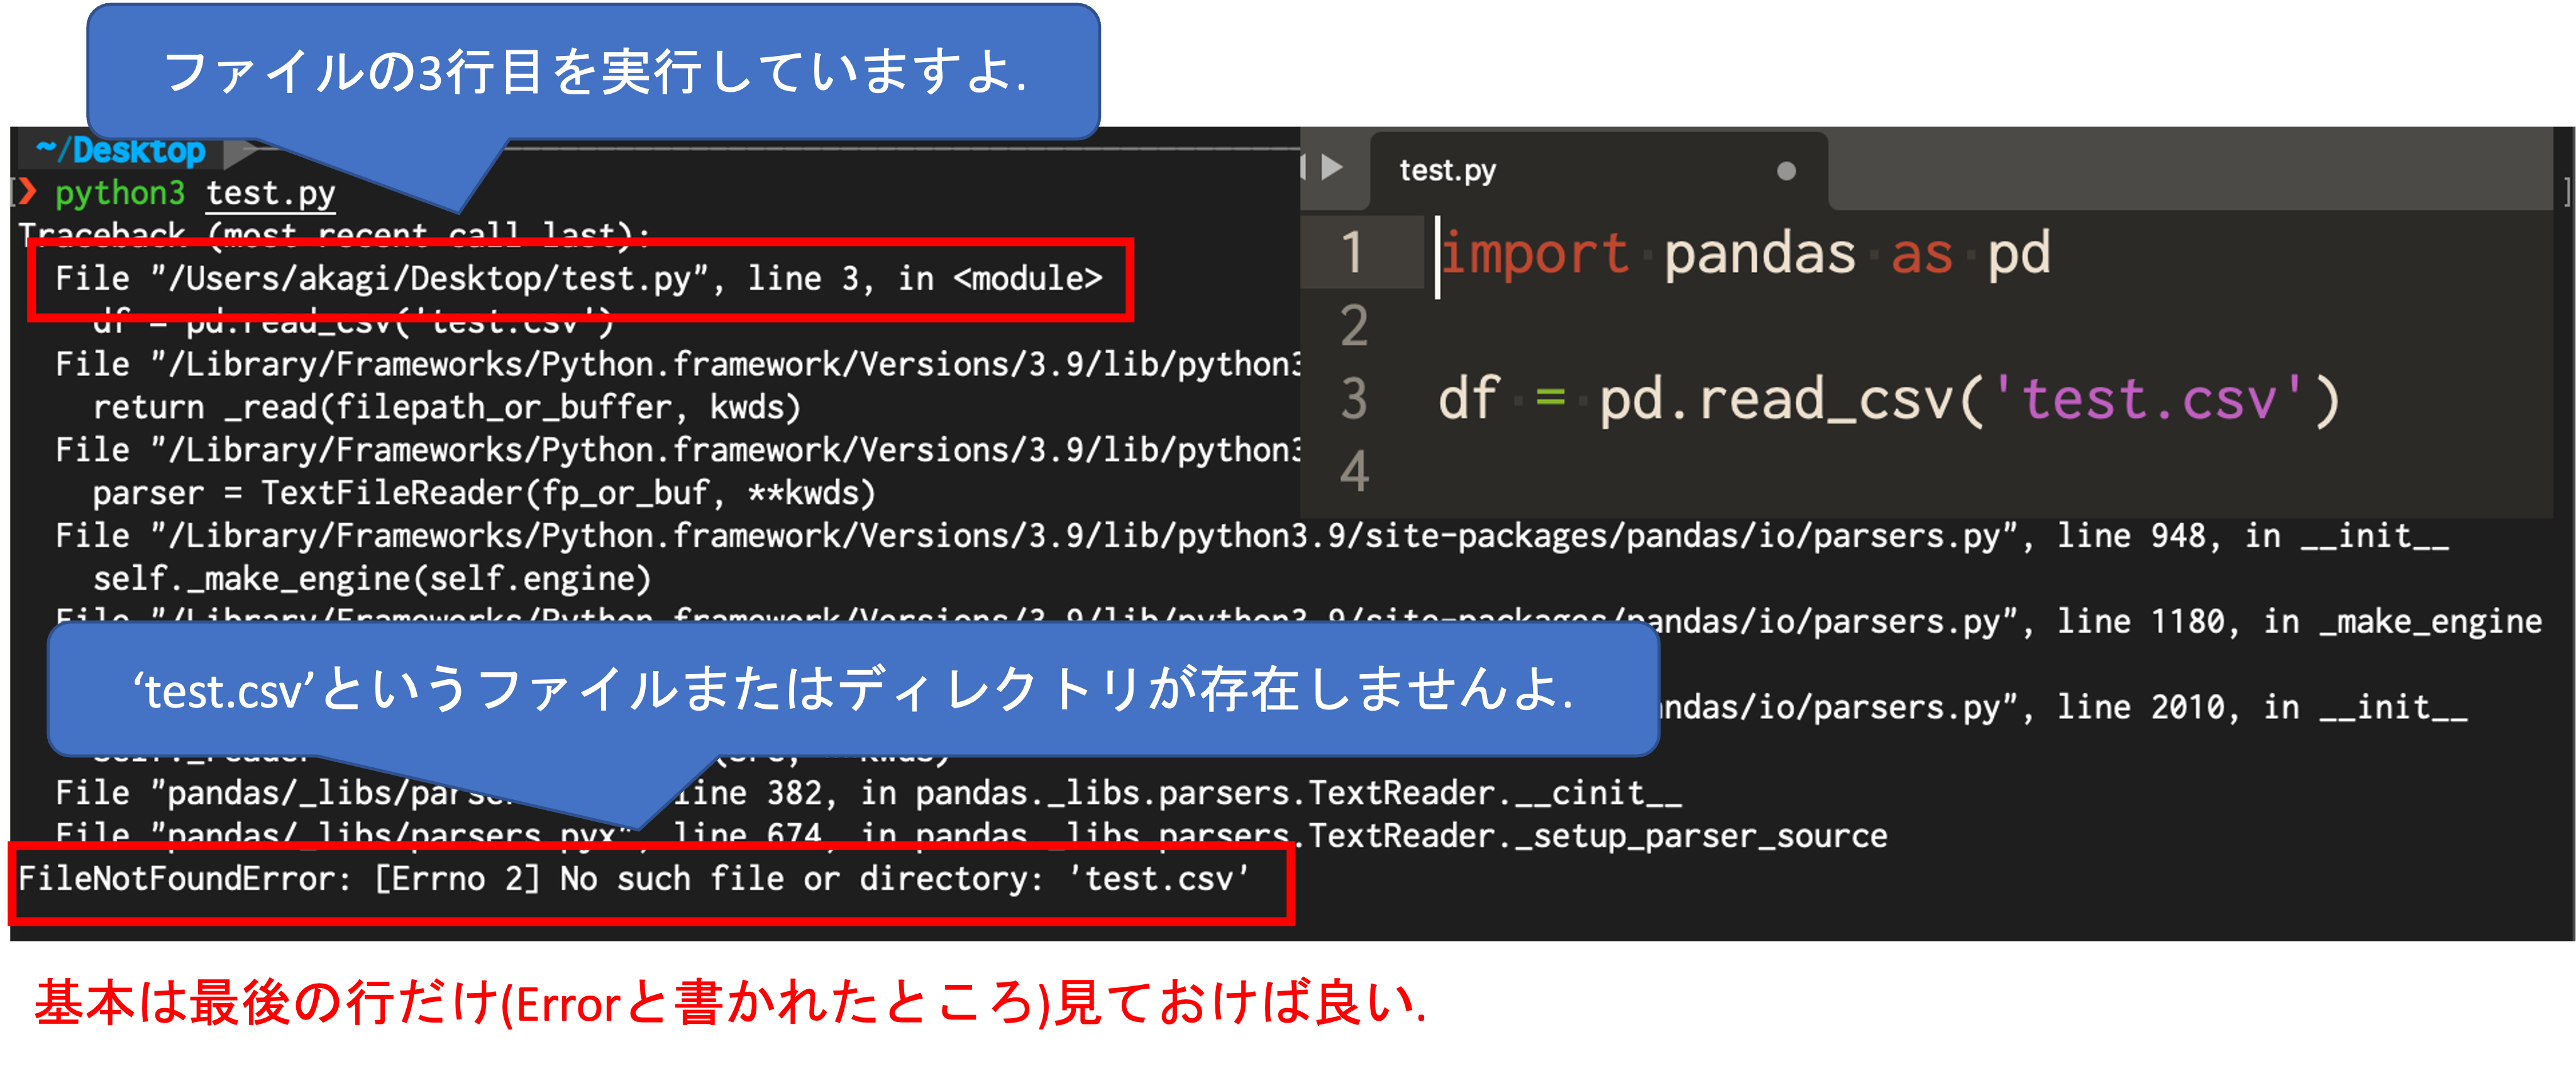 ファイルの3行目を実行していますよ.
~/Desktop
❯ python3 test.py
Traceback (most recent call last):
File "/Users/akagi/Desktop/test.py", line 3, in <module>
df = pd.read_csv('test.csv')
File "/Library/Frameworks/Python.framework/Versions/3.9/lib/python3
return _read(filepath_or_buffer, kwds)
File "/Library/Frameworks/Python.framework/Versions/3.9/lib/python3
parser = TextFileReader(fp_or_buf, **kwds)
test.py
1 import pandas as pd
2
3 df = pd.read_csv('test.csv')
4
File "/Library/Frameworks/Python.framework/Versions/3.9/lib/python3.9/site-packages/pandas/io/parsers.py", line 948, in __init__
self._make_engine(self.engine)
File "/Library/Frameworks/Python.framework/Versions/3.9/lib/python3.9/site-packages/pandas/io/parsers.py", line 1180, in _make_engine
‘test.csv’というファイルまたはディレクトリが存在しませんよ.
ndas/io/parsers.py", line 2010, in __init__
File "pandas/_libs/parse line 382, in pandas._libs.parsers.TextReader.__cinit__
File "pandas/_libs/parsers.pyx", line 674, in pandas._libs.parsers.TextReader._setup_parser_source
FileNotFoundError: [Errno 2] No such file or directory: 'test.csv'
基本は最後の行だけ(Errorと書かれたところ)見ておけば良い.